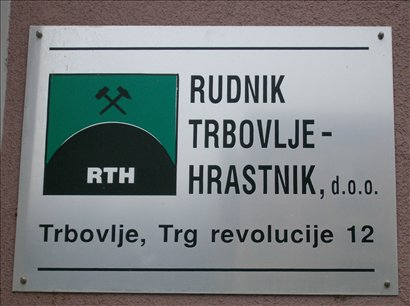 RTH
RUDNIK
TRBOVLJE-
HRASTNIK, d.o.o.
Trbovlje, Trg revolucije 12